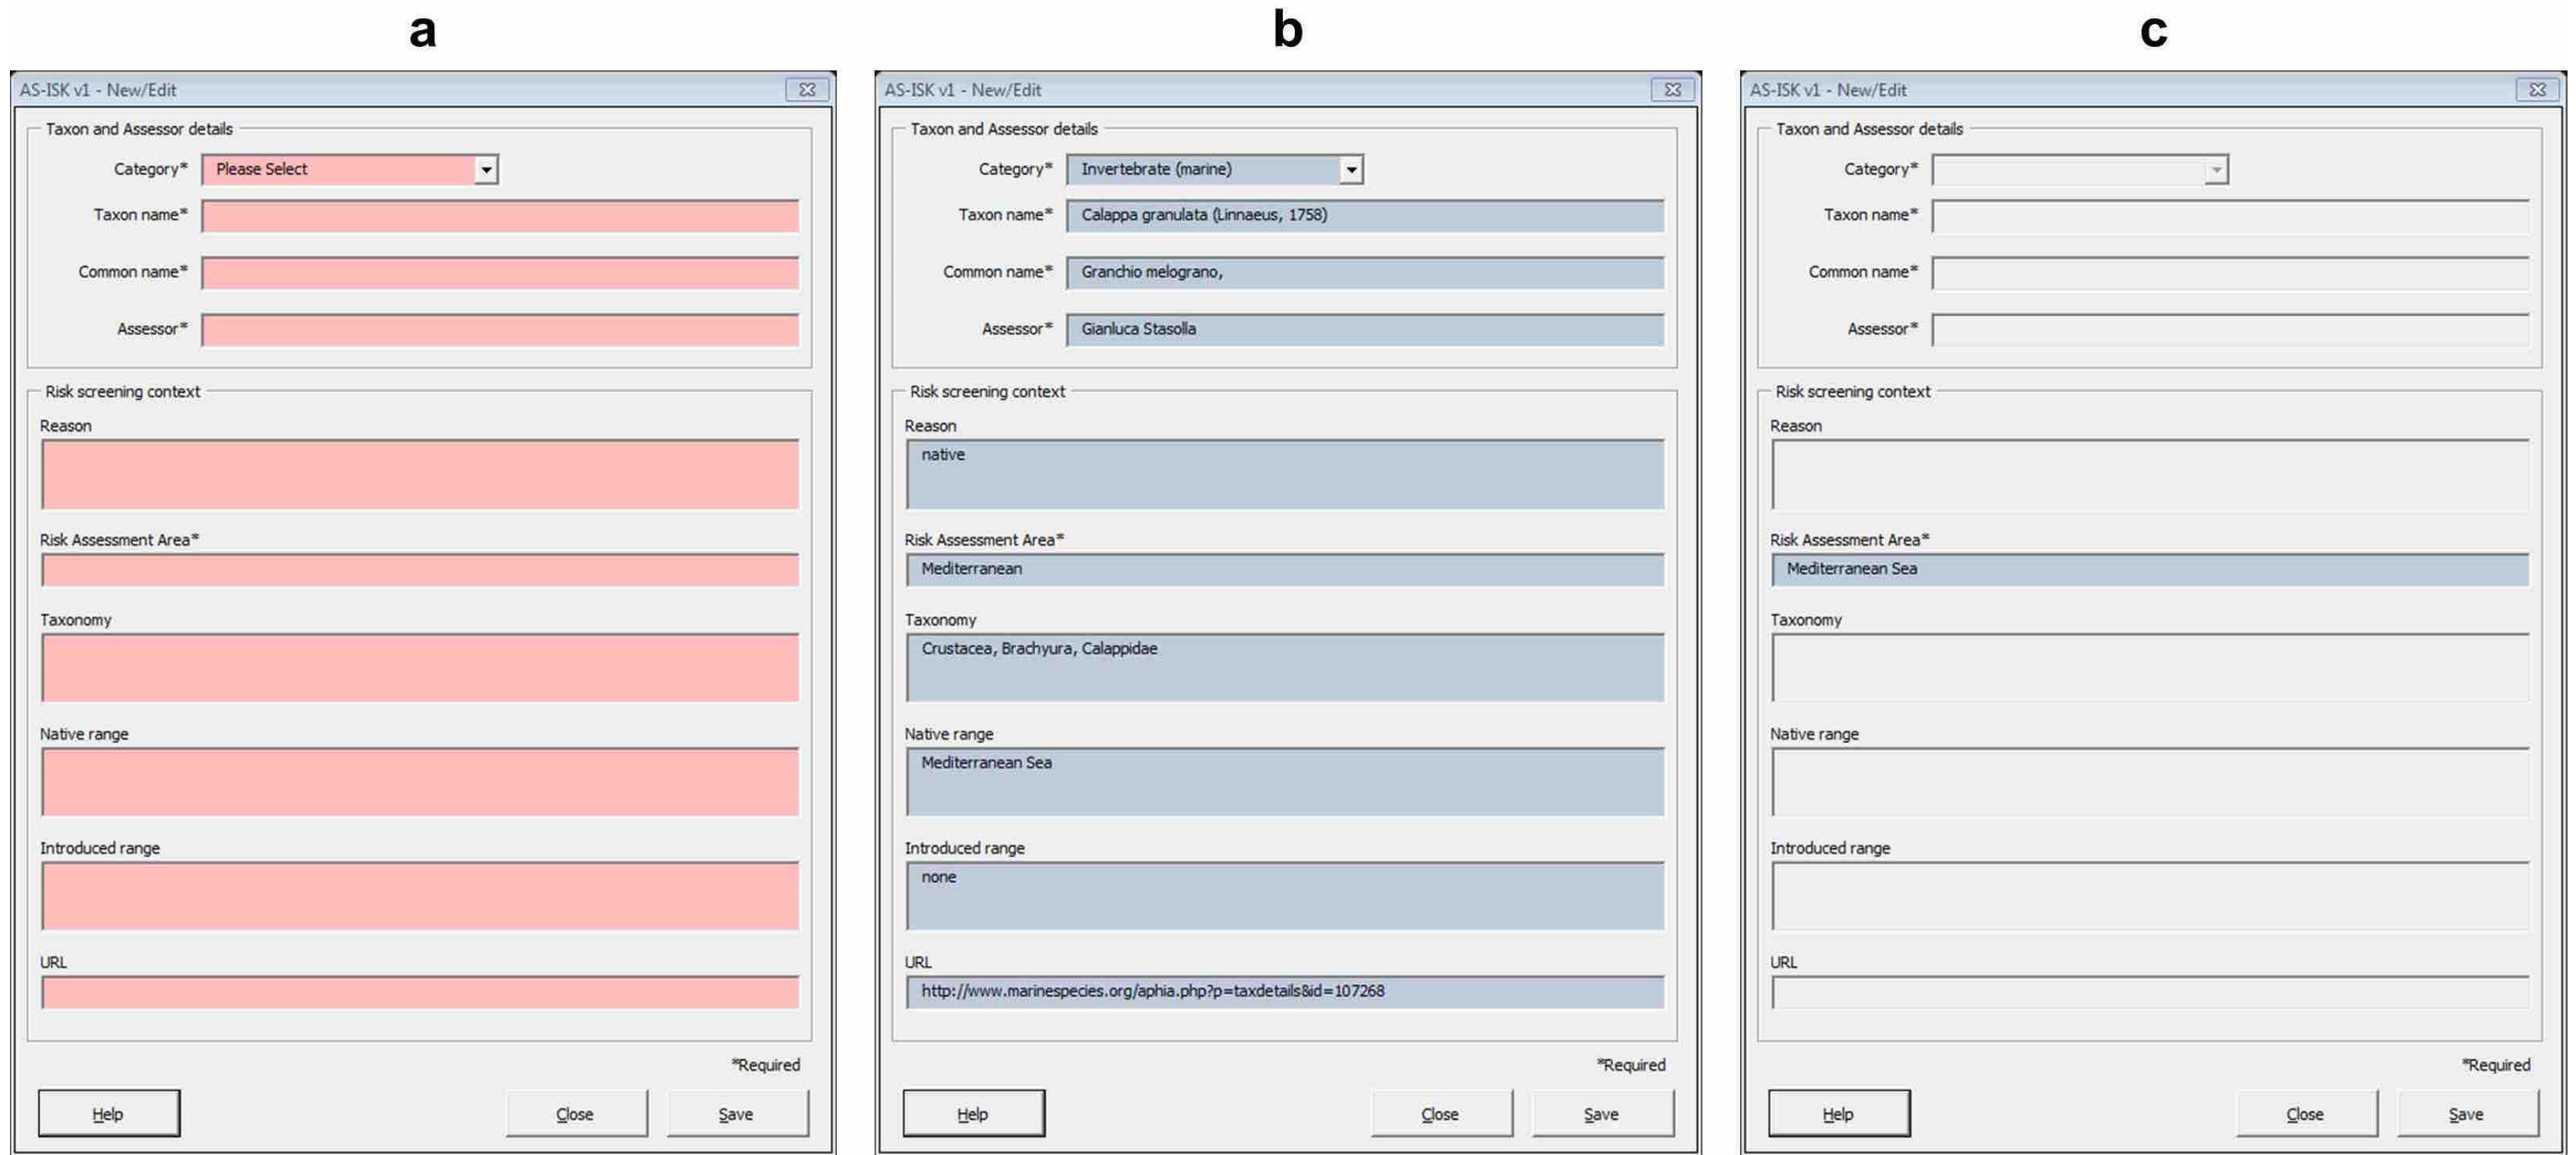 a
AS-ISK v1 - New/Edit
Taxon and Assessor details
Category* Please Select
Taxon name*
Common name*
Assessor*
Risk screening context
Reason
Risk Assessment Area*
Taxonomy
Native range
Introduced range
URL
*Required
Help Close Save
b
AS-ISK v1 - New/Edit
Taxon and Assessor details
Category* Invertebrate (marine)
Taxon name* Calappa granulata (Linnaeus, 1758)
Common name* Granchio melograno,
Assessor* Gianluca Stasolla
Risk screening context
Reason
native
Risk Assessment Area*
Mediterranean
Taxonomy
Crustacea, Brachyura, Calappidae
Native range
Mediterranean Sea
Introduced range
none
URL
http://www.marinespecies.org/aphia.php?p=taxdetails&id=107268
*Required
Help Close Save
c
AS-ISK v1 - New/Edit
Taxon and Assessor details
Category*
Taxon name*
Common name*
Assessor*
Risk screening context
Reason
Risk Assessment Area*
Mediterranean Sea
Taxonomy
Native range
Introduced range
URL
*Required
Help Close Save